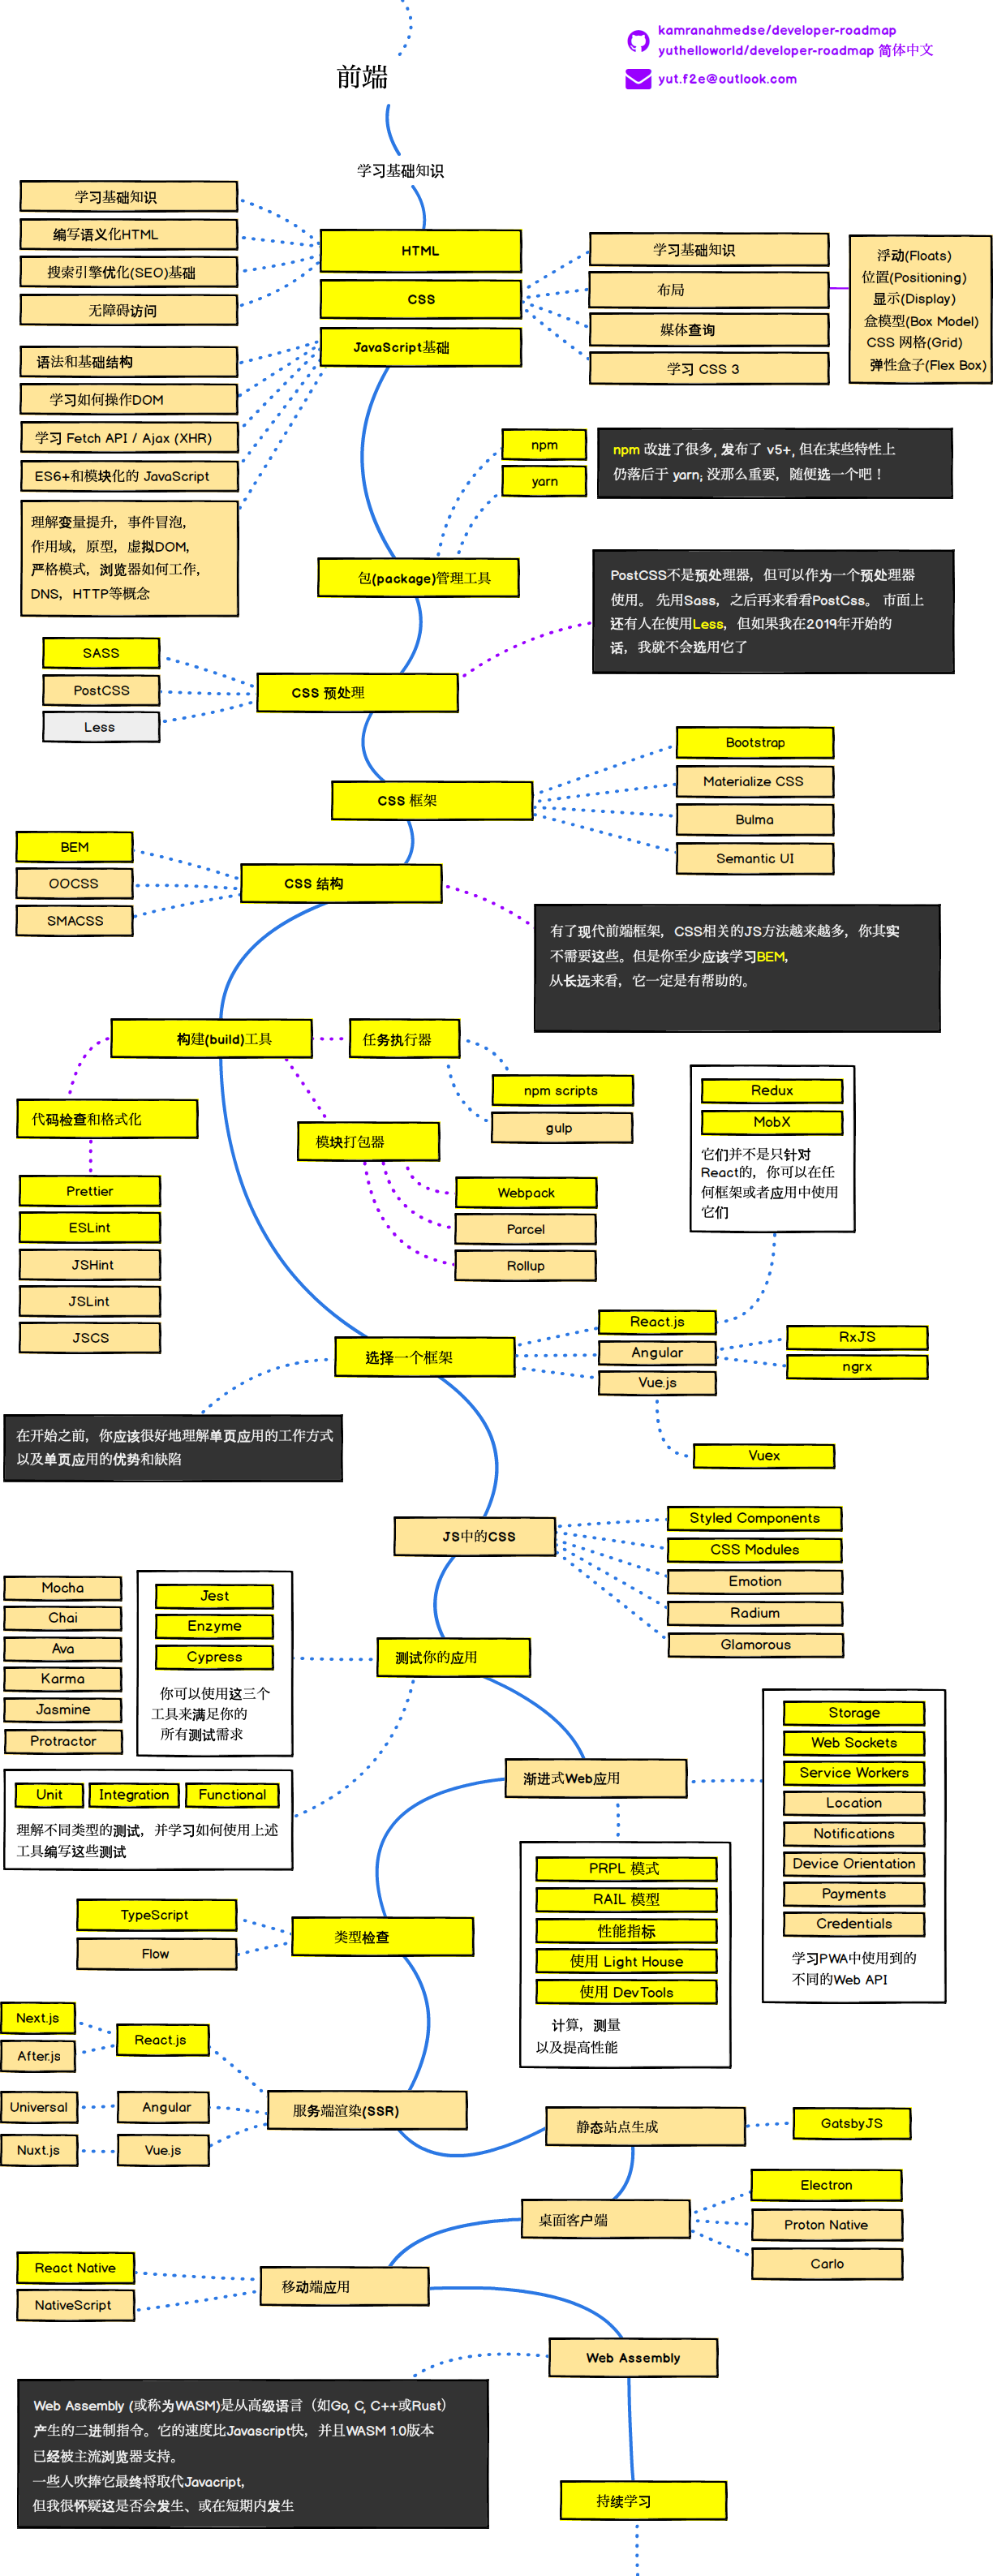 kamranahmedse/developer-roadmap
yuthelloworld/developer-roadmap 简体中文
yut.f2e@outlook.com
前端
学习基础知识
学习基础知识
编写语义化HTML
搜索引擎优化(SEO)基础
无障碍访问
HTML
CSS
JavaScript基础
学习基础知识
布局
媒体查询
学习 CSS 3
浮动(Floats)
位置(Positioning)
显示(Display)
盒模型(Box Model)
CSS 网格(Grid)
弹性盒子(Flex Box)
语法和基础结构
学习如何操作DOM
学习 Fetch API / Ajax (XHR)
ES6+和模块化的 JavaScript
理解变量提升，事件冒泡，
作用域，原型，虚拟DOM，
严格模式，浏览器如何工作，
DNS，HTTP等概念
npm
yarn
npm 改进了很多, 发布了 v5+, 但在某些特性上
仍落后于 yarn; 没那么重要，随便选一个吧！
包(package)管理工具
PostCSS不是预处理器，但可以作为一个预处理器
使用。 先用Sass，之后再来看看PostCss。 市面上
还有人在使用Less，但如果我在2019年开始的
话，我就不会选用它了
SASS
PostCSS
Less
CSS 预处理
CSS 框架
Bootstrap
Materialize CSS
Bulma
Semantic UI
BEM
OOCSS
SMACSS
CSS 结构
有了现代前端框架，CSS相关的JS方法越来越多，你其实
不需要这些。但是你至少应该学习BEM，
从长远来看，它一定是有帮助的。
构建(build)工具
任务执行器
npm scripts
gulp
代码检查和格式化
模块打包器
Prettier
ESLint
JSHint
JSLint
JSCS
Webpack
Parcel
Rollup
Redux
MobX
它们并不是只针对
React的，你可以在任
何框架或者应用中使用
它们
选择一个框架
React.js
Angular
Vue.js
RxJS
ngrx
Vuex
在开始之前，你应该很好地理解单页应用的工作方式
以及单页应用的优势和缺陷
JS中的CSS
Styled Components
CSS Modules
Emotion
Radium
Glamorous
Mocha
Chai
Ava
Karma
Jasmine
Protractor
Jest
Enzyme
Cypress
你可以使用这三个
工具来满足你的
所有测试需求
测试你的应用
Unit
Integration
Functional
理解不同类型的测试，并学习如何使用上述
工具编写这些测试
渐进式Web应用
Storage
Web Sockets
Service Workers
Location
Notifications
Device Orientation
Payments
Credentials
学习PWA中使用到的
不同的Web API
PRPL 模式
RAIL 模型
性能指标
使用 Light House
使用 DevTools
计算，测量
以及提高性能
TypeScript
Flow
类型检查
Next.js
After.js
React.js
Universal
Angular
Nuxt.js
Vue.js
服务端渲染(SSR)
静态站点生成
GatsbyJS
桌面客户端
Electron
Proton Native
Carlo
React Native
NativeScript
移动端应用
Web Assembly
Web Assembly (或称为WASM)是从高级语言（如Go, C, C++或Rust）
产生的二进制指令。它的速度比Javascript快，并且WASM 1.0版本
已经被主流浏览器支持。
一些人吹捧它最终将取代Javacript，
但我很怀疑这是否会发生、或在短期内发生
持续学习